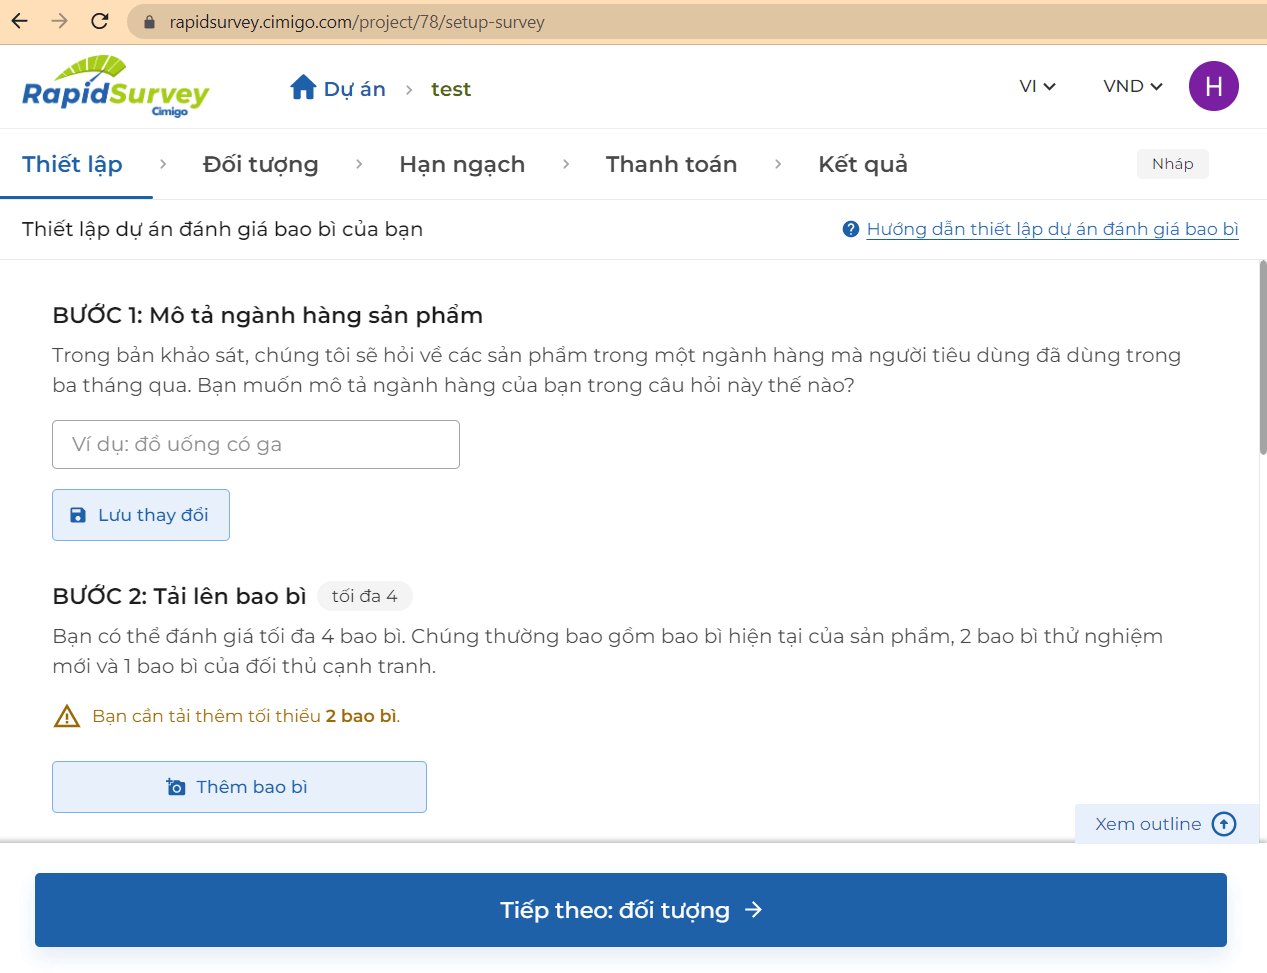 rapidsurvey.cimigo.com/project/78/setup-survey
RapidSurvey
Cimigo
Dự án > test
VI
VND
H
Thiết lập > Đối tượng > Hạn ngạch > Thanh toán > Kết quả
Nháp
Thiết lập dự án đánh giá bao bì của bạn
Hướng dẫn thiết lập dự án đánh giá bao bì
BƯỚC 1: Mô tả ngành hàng sản phẩm
Trong bản khảo sát, chúng tôi sẽ hỏi về các sản phẩm trong một ngành hàng mà người tiêu dùng đã dùng trong
ba tháng qua. Bạn muốn mô tả ngành hàng của bạn trong câu hỏi này thế nào?
Ví dụ: đồ uống có ga
Lưu thay đổi
BƯỚC 2: Tải lên bao bì
tối đa 4
Bạn có thể đánh giá tối đa 4 bao bì. Chúng thường bao gồm bao bì hiện tại của sản phẩm, 2 bao bì thử nghiệm
mới và 1 bao bì của đối thủ cạnh tranh.
Bạn cần tải thêm tối thiểu 2 bao bì.
Thêm bao bì
Xem outline
Tiếp theo: đối tượng →